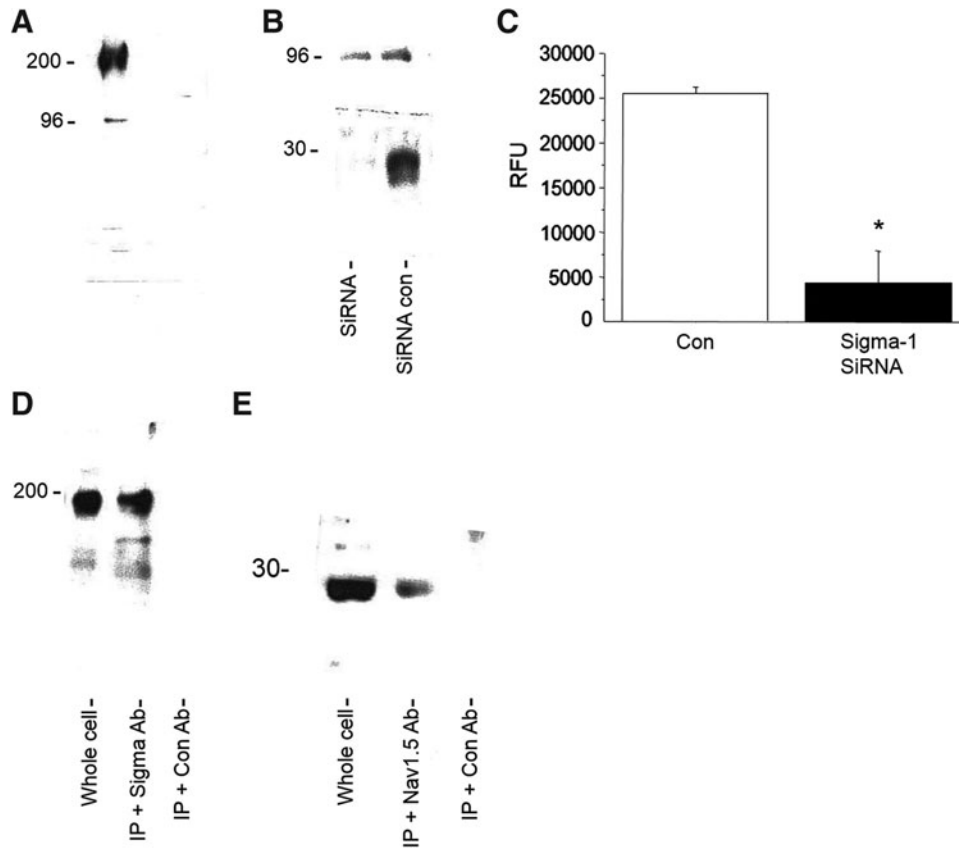 A
200 -
96 -
B
96 -
30 -
SiRNA -
SiRNA con -
C
30000
25000
20000
15000
10000
5000
0
RFU
*
Con
Sigma-1
SiRNA
D
200 -
Whole cell -
IP + Sigma Ab-
IP + Con Ab-
E
30-
Whole cell -
IP + Nav1.5 Ab-
IP + Con Ab-